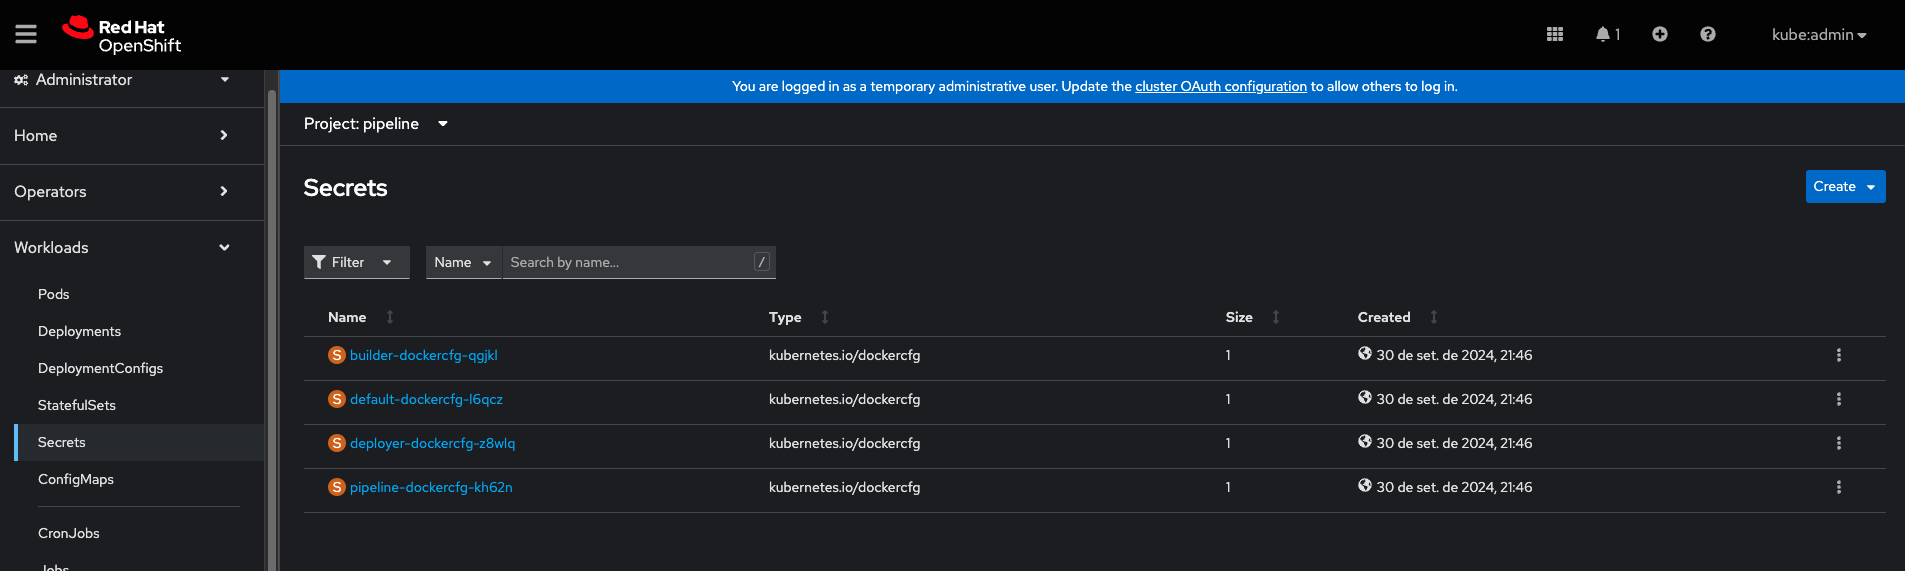 Red Hat
OpenShift
1
kube:admin
Administrator
You are logged in as a temporary administrative user. Update the cluster OAuth configuration to allow others to log in.
Project: pipeline
Home
Operators
Workloads
Pods
Deployments
DeploymentConfigs
StatefulSets
Secrets
ConfigMaps
CronJobs
Jobs
Secrets
Create
Filter
Name Search by name... /
Name Type Size Created
S builder-dockercfg-qgjkl kubernetes.io/dockercfg 1 30 de set. de 2024, 21:46
S default-dockercfg-l6qcz kubernetes.io/dockercfg 1 30 de set. de 2024, 21:46
S deployer-dockercfg-z8wlq kubernetes.io/dockercfg 1 30 de set. de 2024, 21:46
S pipeline-dockercfg-kh62n kubernetes.io/dockercfg 1 30 de set. de 2024, 21:46